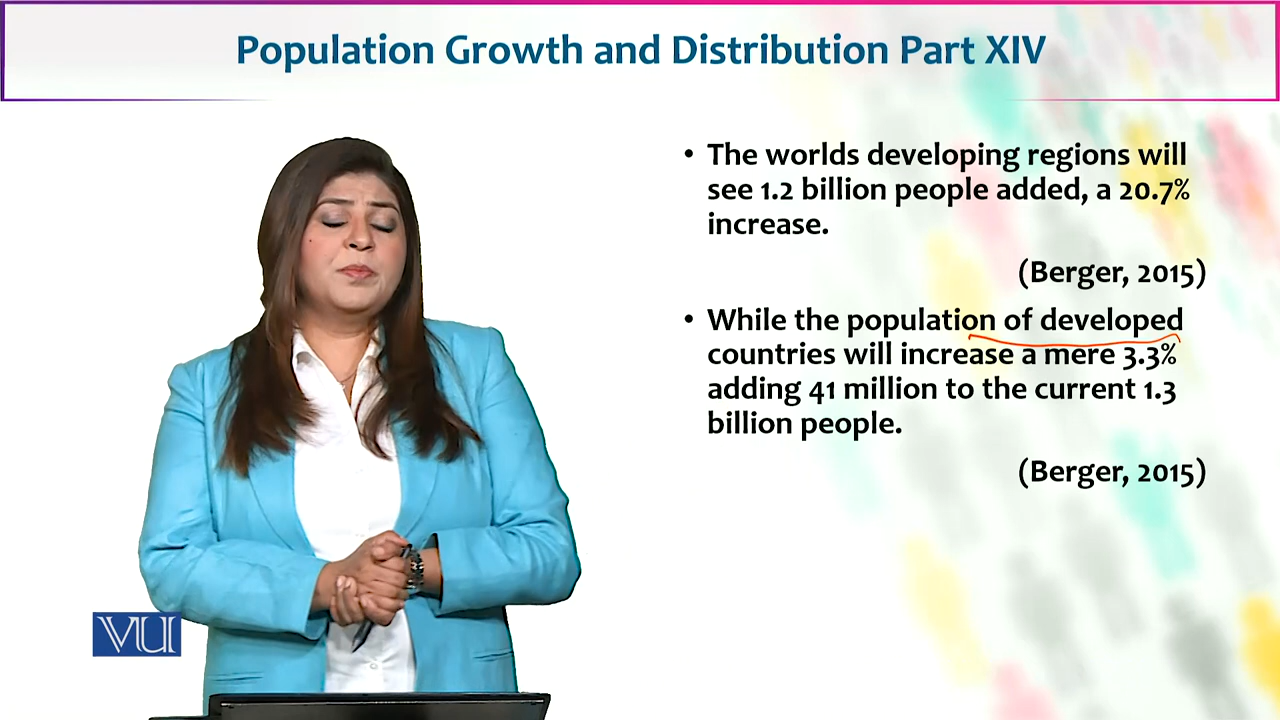 Population Growth and Distribution Part XIV
• The worlds developing regions will
see 1.2 billion people added, a 20.7%
increase.
(Berger, 2015)
• While the population of developed
countries will increase a mere 3.3%
adding 41 million to the current 1.3
billion people.
(Berger, 2015)
VU